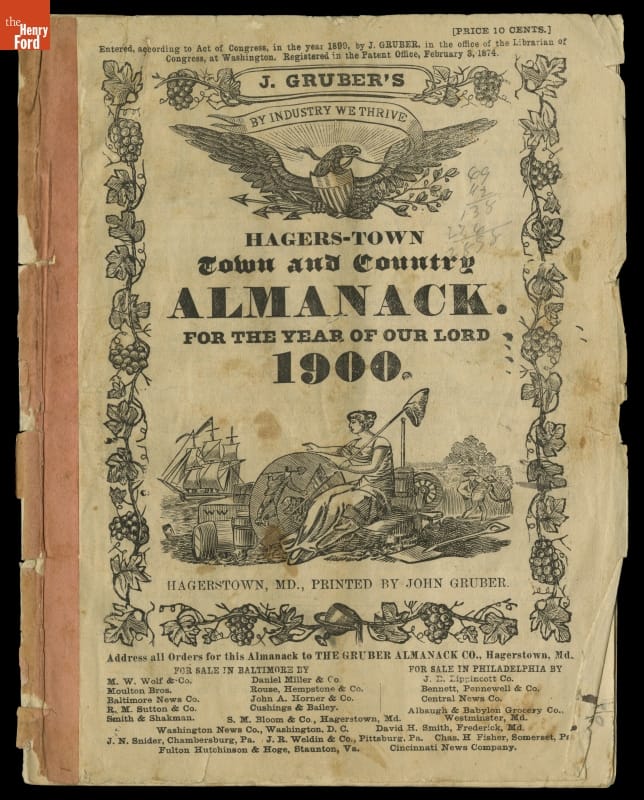 the
Henry
Ford
[PRICE 10 CENTS.]
Entered, according to Act of Congress, in the year 1899, by J. GRUBER, in the office of the Librarian of
Congress, at Washington. Registered in the Patent Office, February 3, 1874.
J. GRUBER'S
BY INDUSTRY WE THRIVE
HAGERS-TOWN
Town and Country
ALMANACK.
FOR THE YEAR OF OUR LORD
1900.
HAGERSTOWN, MD., PRINTED BY JOHN GRUBER.
Address all Orders for this Almanack to THE GRUBER ALMANACK CO., Hagerstown, Md.
FOR SALE IN BALTIMORE BY
M. W. Wolf & Co. Daniel Miller & Co
Moulton Bros. Rouse, Hempstone & Co.
Baltimore News Co. John A. Horner & Co.
R. M. Sutton & Co. Cushings & Bailey.
Smith & Shakman. S. M. Bloom & Co., Hagerstown, Md.
FOR SALE IN PHILADELPHIA BY
J. B. Lippincott Co.
Bennett, Pennewell & Co.
Central News Co.
Albaugh & Babylon Grocery Co.,
Westminster, Md.
Washington News Co., Washington, D. C. David H. Smith, Frederick, Md.
J. N. Snider, Chambersburg, Pa. J. R. Weldin & Co., Pittsburg, Pa. Chas. H Fisher, Somerset, Pa
Fulton Hutchinson & Hoge, Staunton, Va. Cincinnati News Company.